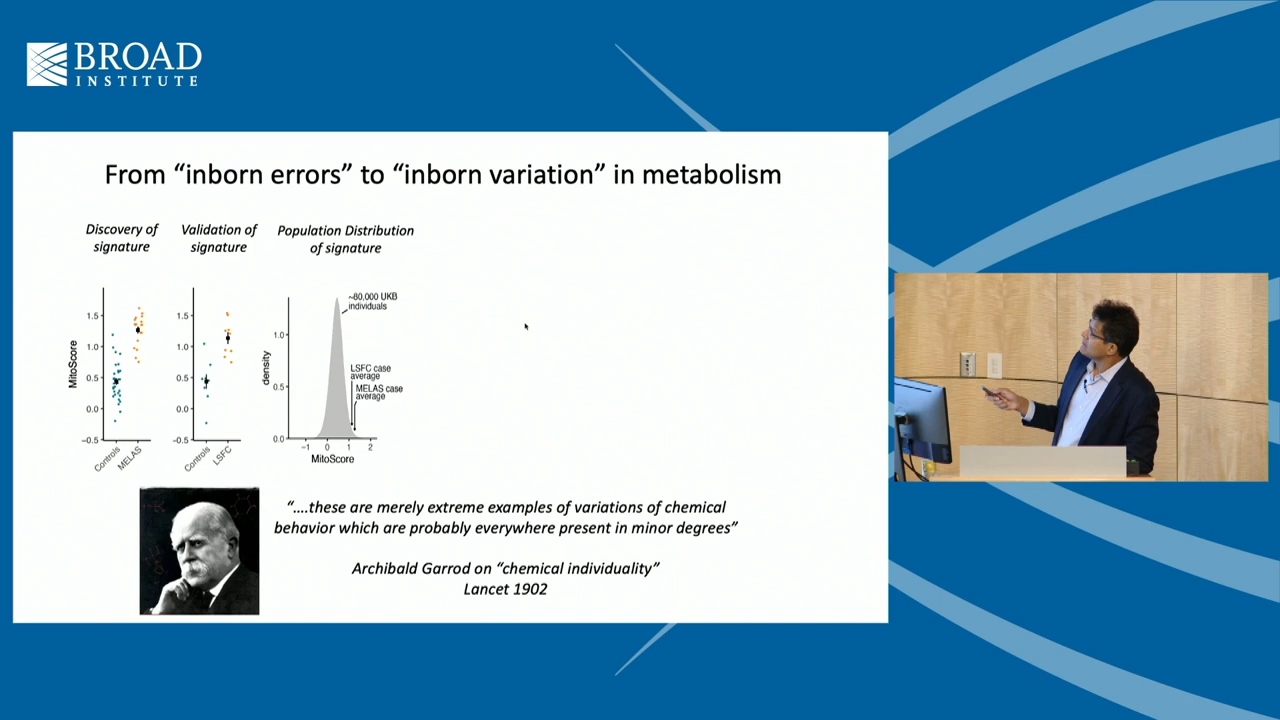 BROAD
INSTITUTE
From “inborn errors” to “inborn variation” in metabolism
Discovery of
signature
Validation of
signature
Population Distribution
of signature
MitoScore
1.5
1.0
0.5
0.0
−0.5
Controls
MELAS
1.5
1.0
0.5
0.0
−0.5
Controls
LSFC
density
1.0
0.5
0.0
~80,000 UKB
individuals
LSFC case
average
MELAS case
average
−1 0 1 2
MitoScore
“....these are merely extreme examples of variations of chemical
behavior which are probably everywhere present in minor degrees”
Archibald Garrod on “chemical individuality”
Lancet 1902